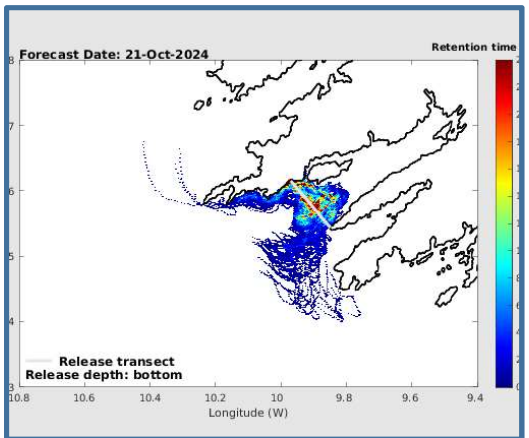 Forecast Date: 21-Oct-2024
Retention time
8
7
6
5
4
3
Release transect
Release depth: bottom
10.8 10.6 10.4 10.2 10 9.8 9.6 9.4
Longitude (W)